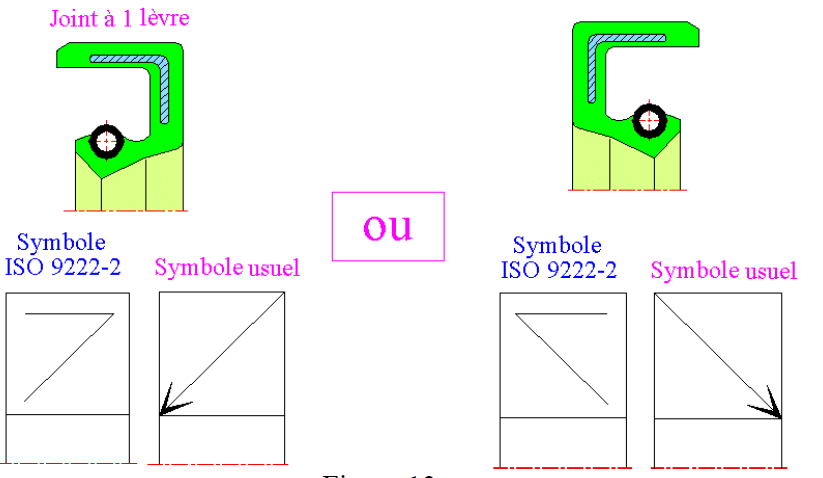 Joint à 1 lèvre
ou
Symbole
ISO 9222-2
Symbole usuel
Symbole
ISO 9222-2
Symbole usuel